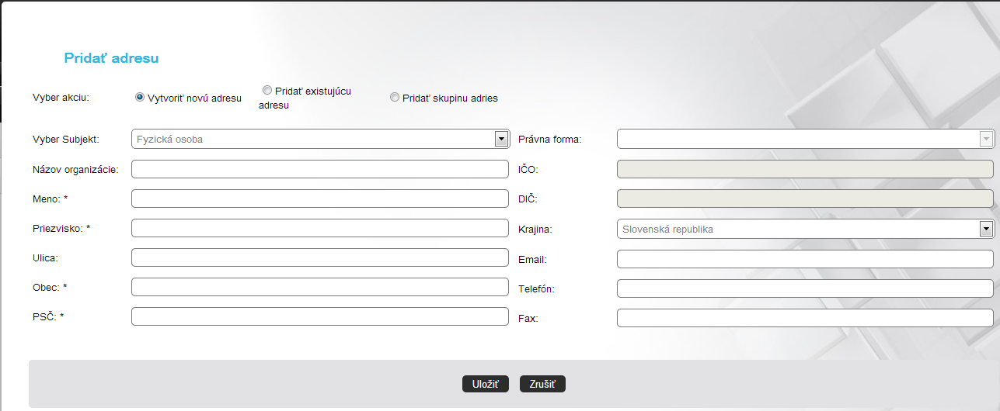 Pridať adresu
Vyber akciu:
Vytvoriť novú adresu
Pridať existujúcu
adresu
Pridať skupinu adries
Vyber Subjekt:
Fyzická osoba
Právna forma:
Názov organizácie:
IČO:
Meno: *
DIČ:
Priezvisko: *
Krajina:
Slovenská republika
Ulica:
Email:
Obec: *
Telefón:
PSČ: *
Fax:
Uložiť
Zrušiť